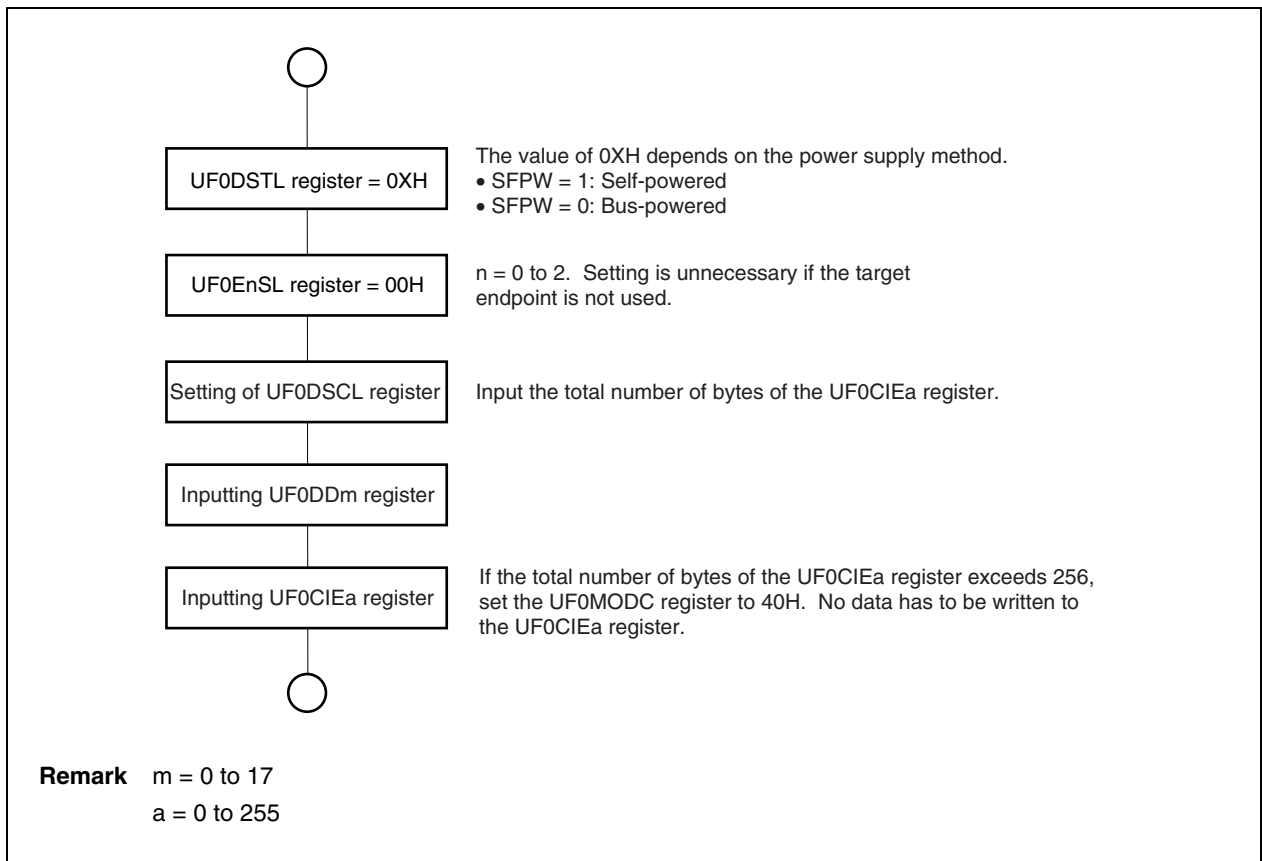 UF0DSTL register = 0XH
The value of 0XH depends on the power supply method.
• SFPW = 1: Self-powered
• SFPW = 0: Bus-powered
UF0EnSL register = 00H
n = 0 to 2.  Setting is unnecessary if the target
endpoint is not used.
Setting of UF0DSCL register
Input the total number of bytes of the UF0CIEa register.
Inputting UF0DDm register
Inputting UF0CIEa register
If the total number of bytes of the UF0CIEa register exceeds 256,
set the UF0MODC register to 40H.  No data has to be written to
the UF0CIEa register.
Remark m = 0 to 17
a = 0 to 255